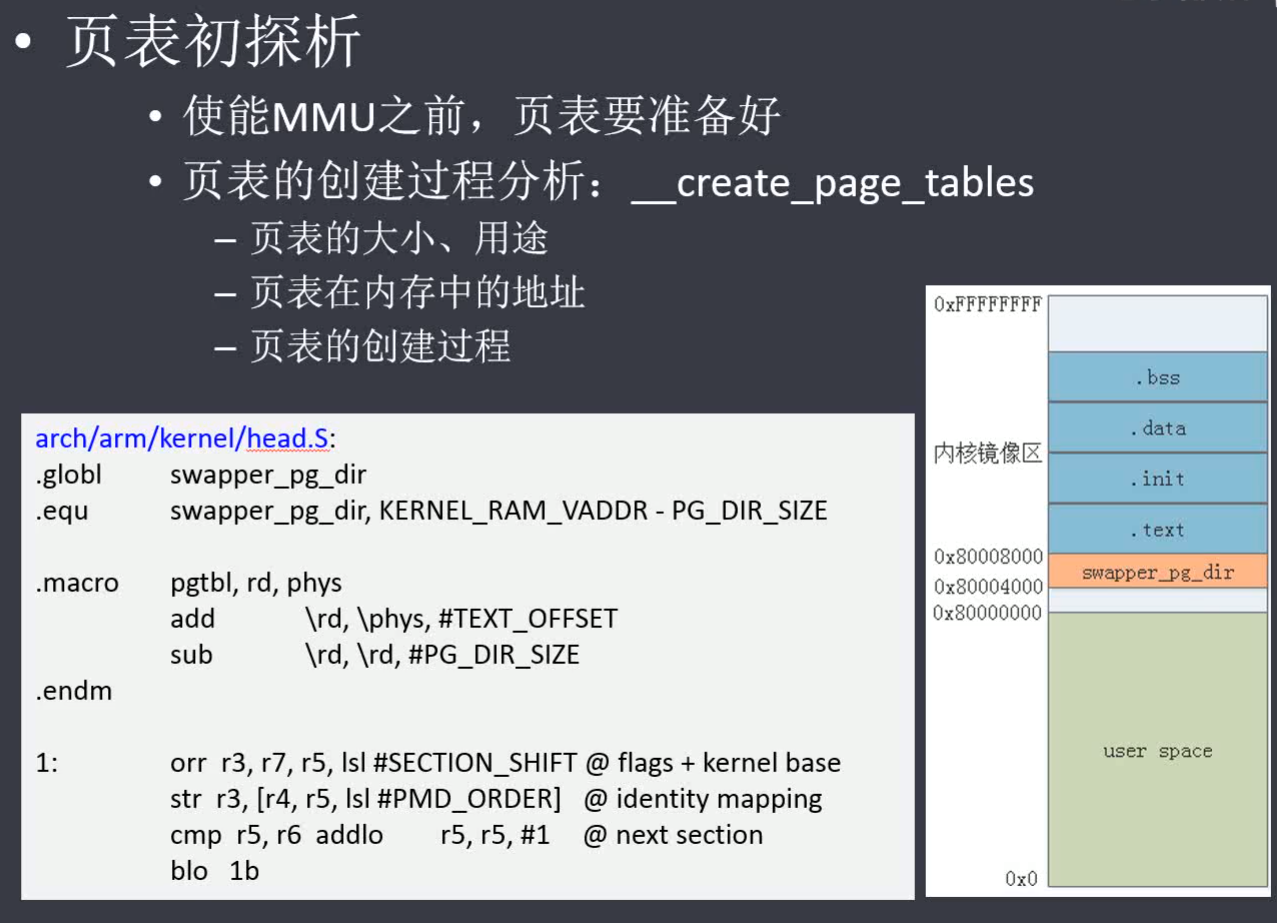 • 页表初探析
• 使能MMU之前，页表要准备好
• 页表的创建过程分析：__create_page_tables
– 页表的大小、用途
– 页表在内存中的地址
– 页表的创建过程
arch/arm/kernel/head.S:
.globl swapper_pg_dir
.equ swapper_pg_dir, KERNEL_RAM_VADDR - PG_DIR_SIZE
.macro pgtbl, rd, phys
add \rd, \phys, #TEXT_OFFSET
sub \rd, \rd, #PG_DIR_SIZE
.endm
1: orr r3, r7, r5, lsl #SECTION_SHIFT @ flags + kernel base
str r3, [r4, r5, lsl #PMD_ORDER] @ identity mapping
cmp r5, r6 addlo r5, r5, #1 @ next section
blo 1b
0xFFFFFFFF
.bss
.data
内核镜像区
.init
.text
0x80008000
swapper_pg_dir
0x80004000
0x80000000
user space
0x0